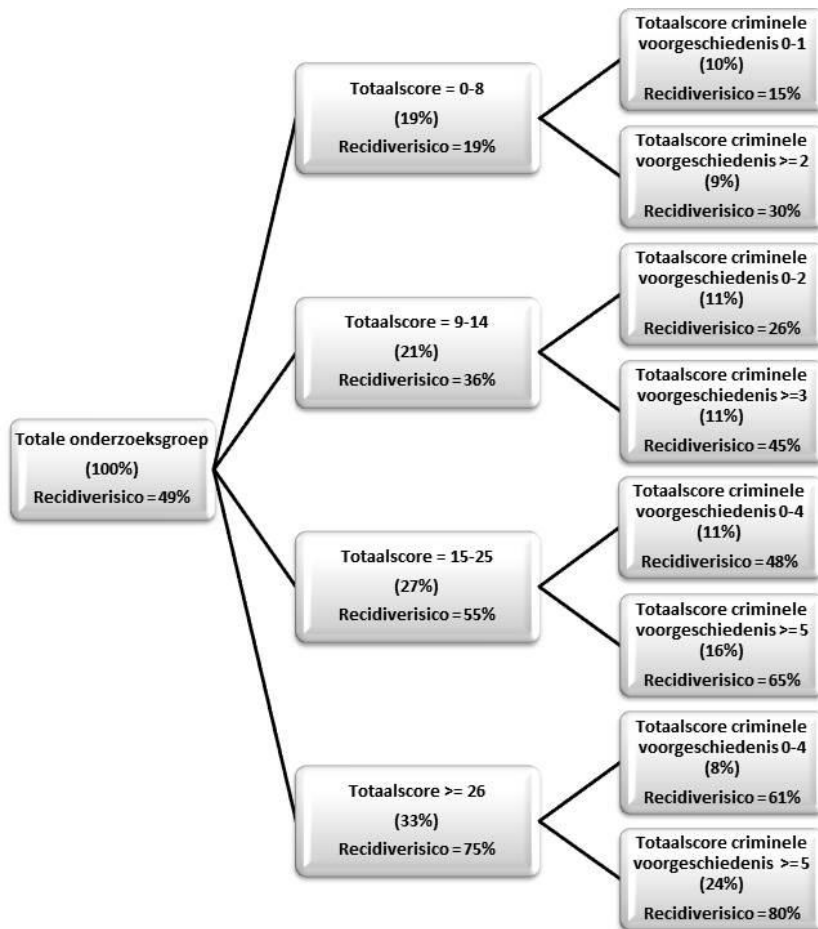 Totale onderzoeksgroep
(100%)
Recidiverisico = 49%
Totaalscore = 0-8
(19%)
Recidiverisico = 19%
Totaalscore criminele
voorgeschiedenis 0-1
(10%)
Recidiverisico = 15%
Totaalscore criminele
voorgeschiedenis >= 2
(9%)
Recidiverisico = 30%
Totaalscore = 9-14
(21%)
Recidiverisico = 36%
Totaalscore criminele
voorgeschiedenis 0-2
(11%)
Recidiverisico = 26%
Totaalscore criminele
voorgeschiedenis >=3
(11%)
Recidiverisico = 45%
Totaalscore = 15-25
(27%)
Recidiverisico = 55%
Totaalscore criminele
voorgeschiedenis 0-4
(11%)
Recidiverisico = 48%
Totaalscore criminele
voorgeschiedenis >= 5
(16%)
Recidiverisico = 65%
Totaalscore >= 26
(33%)
Recidiverisico = 75%
Totaalscore criminele
voorgeschiedenis 0-4
(8%)
Recidiverisico = 61%
Totaalscore criminele
voorgeschiedenis >= 5
(24%)
Recidiverisico = 80%